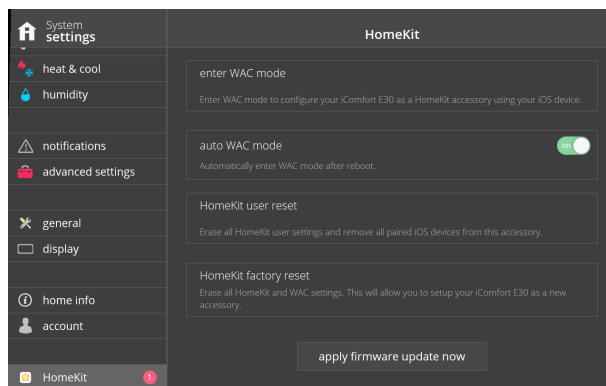 System
settings
HomeKit
heat & cool
humidity
notifications
advanced settings
general
display
home info
account
HomeKit 1
enter WAC mode
Enter WAC mode to configure your iComfort E30 as a HomeKit accessory using your iOS device.
auto WAC mode
on
Automatically enter WAC mode after reboot.
HomeKit user reset
Erase all HomeKit user settings and remove all paired iOS devices from this accessory.
HomeKit factory reset
Erase all HomeKit and WAC settings. This will allow you to setup your iComfort E30 as a new
accessory.
apply firmware update now